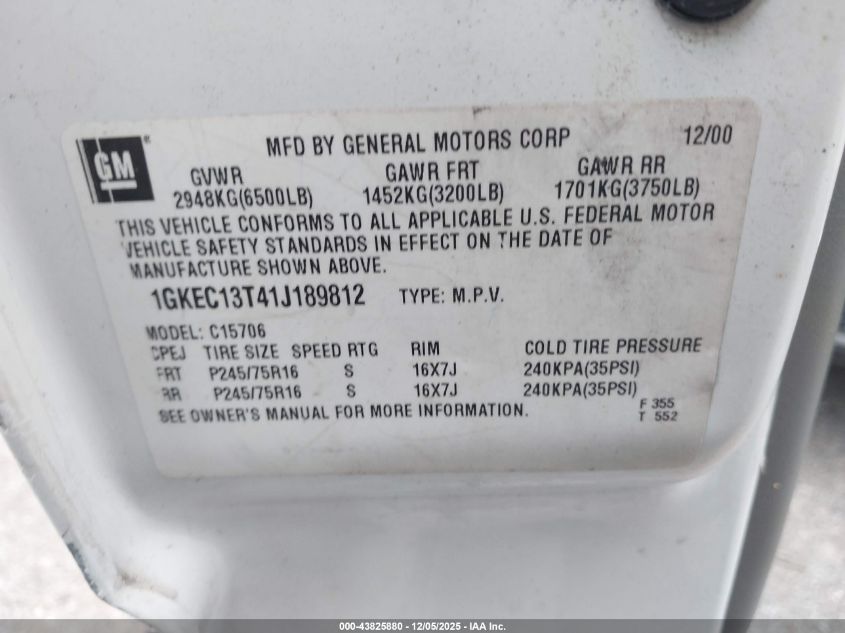 GM
MFD BY GENERAL MOTORS CORP 12/00
GVWR GAWR FRT GAWR RR
2948KG(6500LB) 1452KG(3200LB) 1701KG(3750LB)
THIS VEHICLE CONFORMS TO ALL APPLICABLE U.S. FEDERAL MOTOR
VEHICLE SAFETY STANDARDS IN EFFECT ON THE DATE OF
MANUFACTURE SHOWN ABOVE.
1GKEC13T41J189812 TYPE: M.P.V.
MODEL: C15706
CPEJ TIRE SIZE SPEED RTG RIM COLD TIRE PRESSURE
FRT P245/75R16 S 16X7J 240KPA(35PSI)
RR P245/75R16 S 16X7J 240KPA(35PSI)
SEE OWNER'S MANUAL FOR MORE INFORMATION.
F 355
T 552
000-43825880 - 12/05/2025 - IAA Inc.